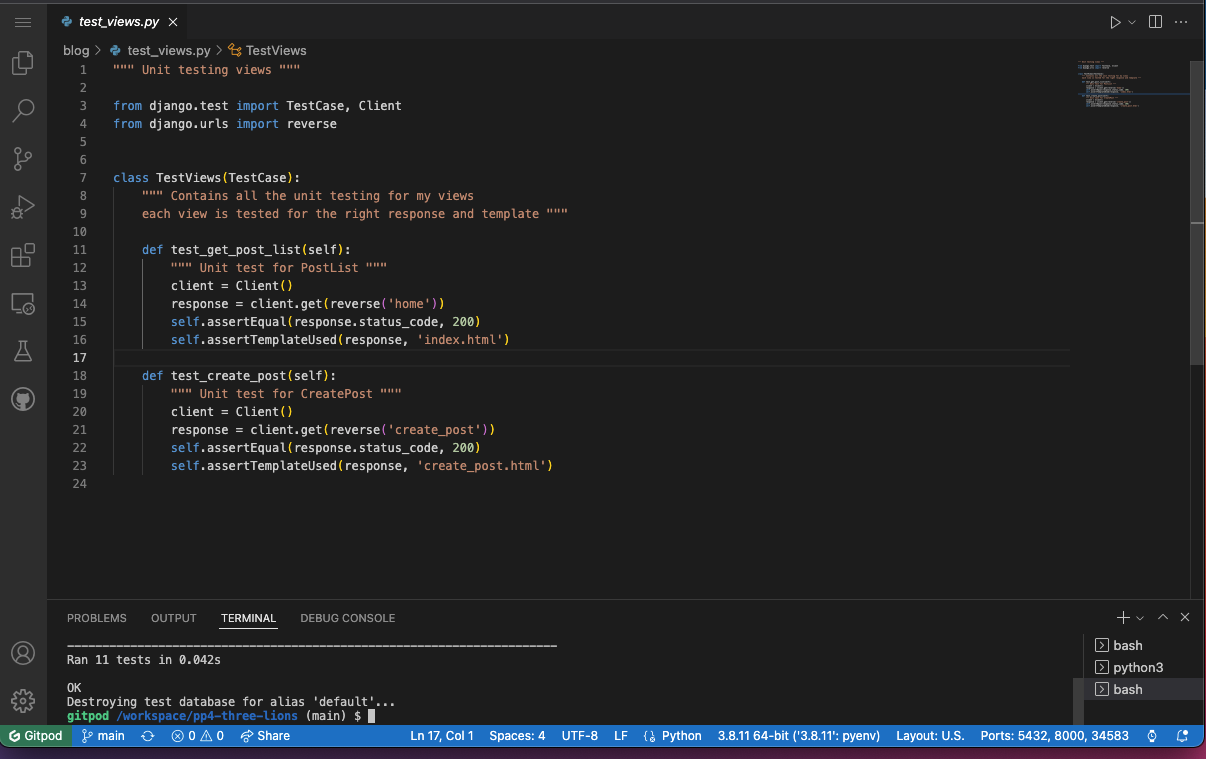 test_views.py
blog > test_views.py > TestViews
1 """ Unit testing views """
2
3 from django.test import TestCase, Client
4 from django.urls import reverse
5
6
7 class TestViews(TestCase):
8 """ Contains all the unit testing for my views
9 each view is tested for the right response and template """
10
11 def test_get_post_list(self):
12 """ Unit test for PostList """
13 client = Client()
14 response = client.get(reverse('home'))
15 self.assertEqual(response.status_code, 200)
16 self.assertTemplateUsed(response, 'index.html')
17
18 def test_create_post(self):
19 """ Unit test for CreatePost """
20 client = Client()
21 response = client.get(reverse('create_post'))
22 self.assertEqual(response.status_code, 200)
23 self.assertTemplateUsed(response, 'create_post.html')
24
PROBLEMS OUTPUT TERMINAL DEBUG CONSOLE
----------------------------------------------------------------------
Ran 11 tests in 0.042s
OK
Destroying test database for alias 'default'...
gitpod /workspace/pp4-three-lions (main) $
bash
python3
bash
Gitpod main 0 0 Share Ln 17, Col 1 Spaces: 4 UTF-8 LF Python 3.8.11 64-bit ('3.8.11': pyenv) Layout: U.S. Ports: 5432, 8000, 34583